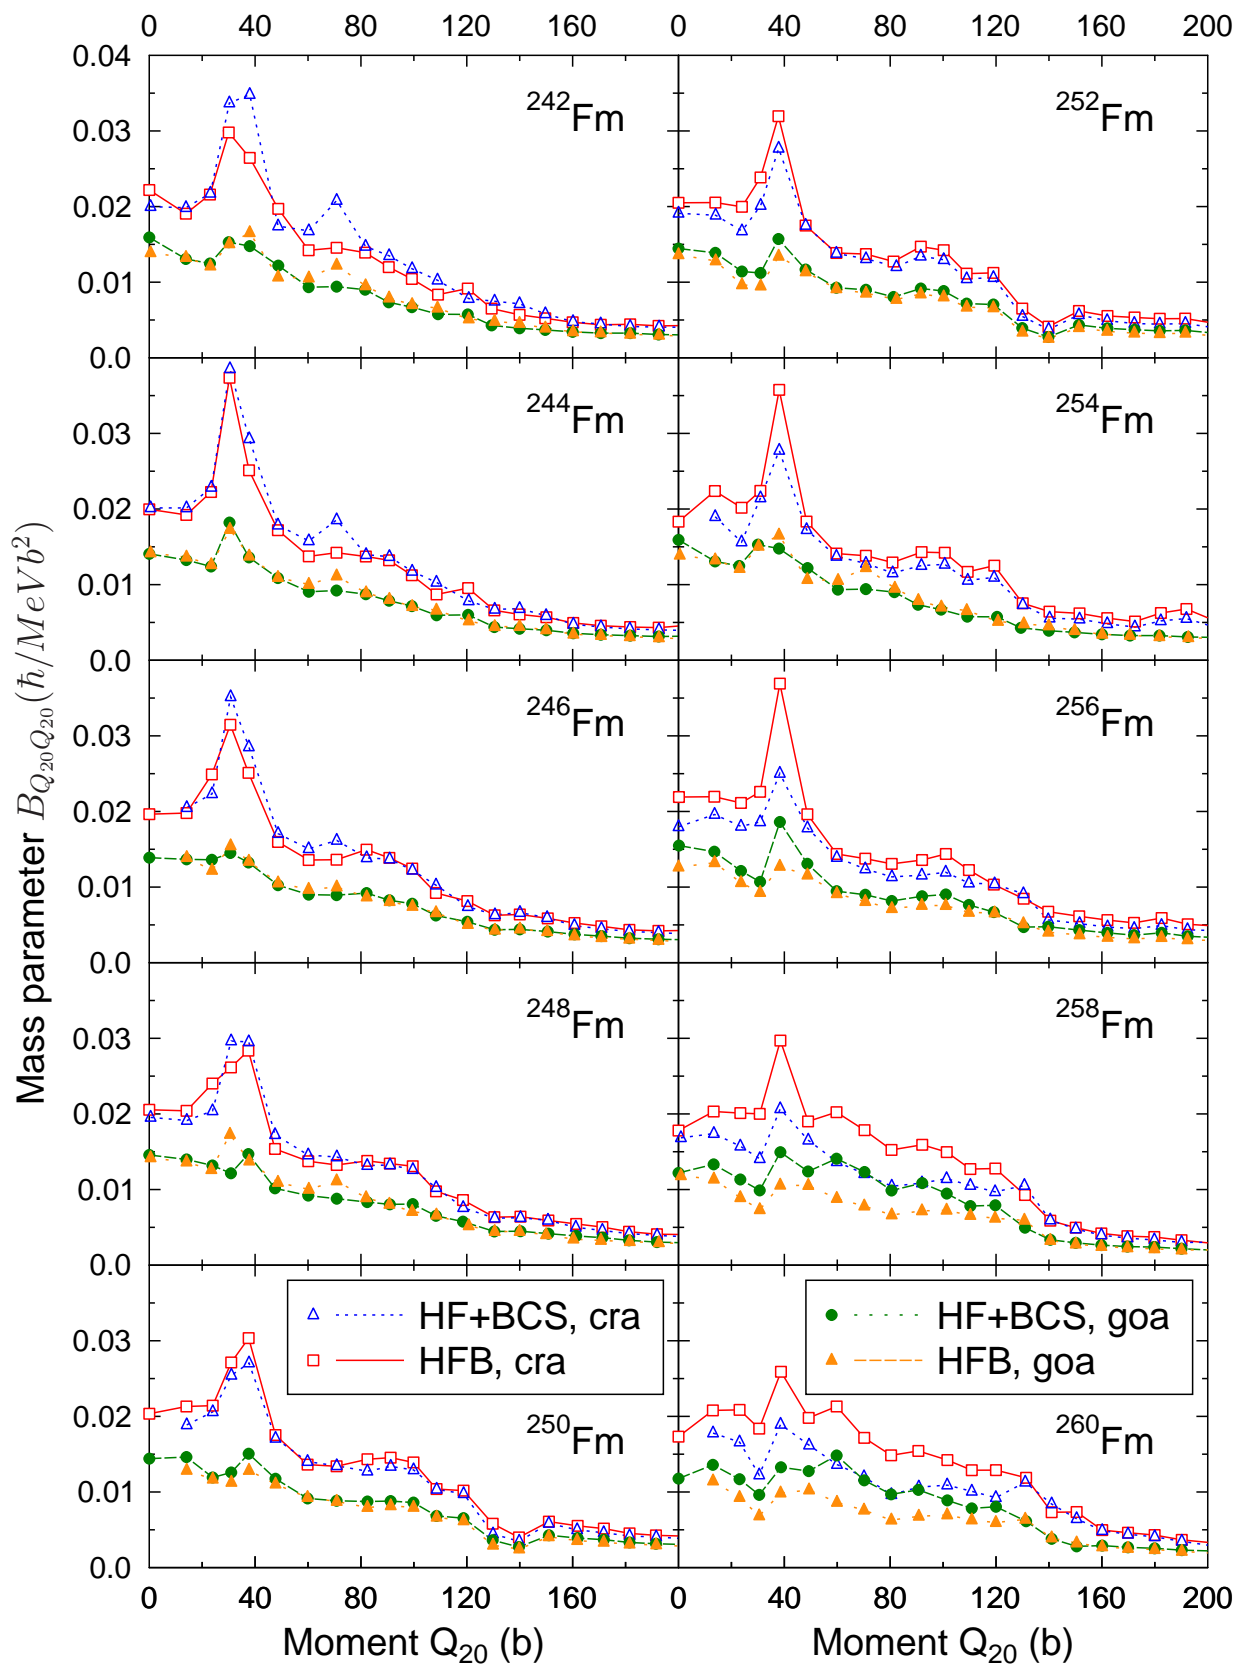 0 40 80 120 160 0 40 80 120 160 200
0.04
0.03
0.02
0.01
0.0
²⁴²Fm
²⁵²Fm
0.03
0.02
0.01
0.0
²⁴⁴Fm
²⁵⁴Fm
0.03
0.02
0.01
0.0
²⁴⁶Fm
²⁵⁶Fm
0.03
0.02
0.01
0.0
²⁴⁸Fm
²⁵⁸Fm
0.03
0.02
0.01
0.0
HF+BCS, cra
HFB, cra
HF+BCS, goa
HFB, goa
²⁵⁰Fm
²⁶⁰Fm
0 40 80 120 160 0 40 80 120 160 200
Moment Q₂₀ (b) Moment Q₂₀ (b)
Mass parameter B_{Q₂₀Q₂₀}(ħ/MeVb²)